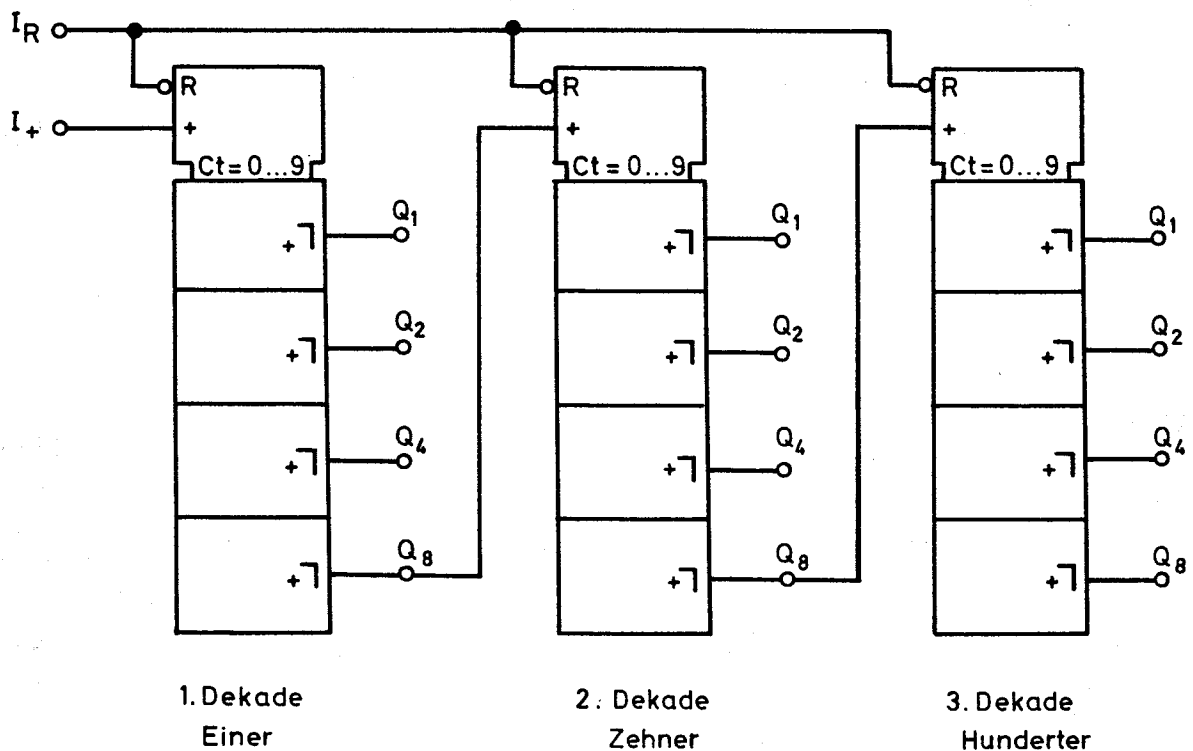 I_R
R
R
R
I_+
+
+
+
Ct=0...9
Ct=0...9
Ct=0...9
+ ┐ Q_1
+ ┐ Q_1
+ ┐ Q_1
+ ┐ Q_2
+ ┐ Q_2
+ ┐ Q_2
+ ┐ Q_4
+ ┐ Q_4
+ ┐ Q_4
+ ┐ Q_8
+ ┐ Q_8
+ ┐ Q_8
1. Dekade
Einer
2. Dekade
Zehner
3. Dekade
Hunderter